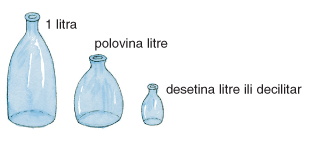 1 litra
polovina litre
desetina litre ili decilitar